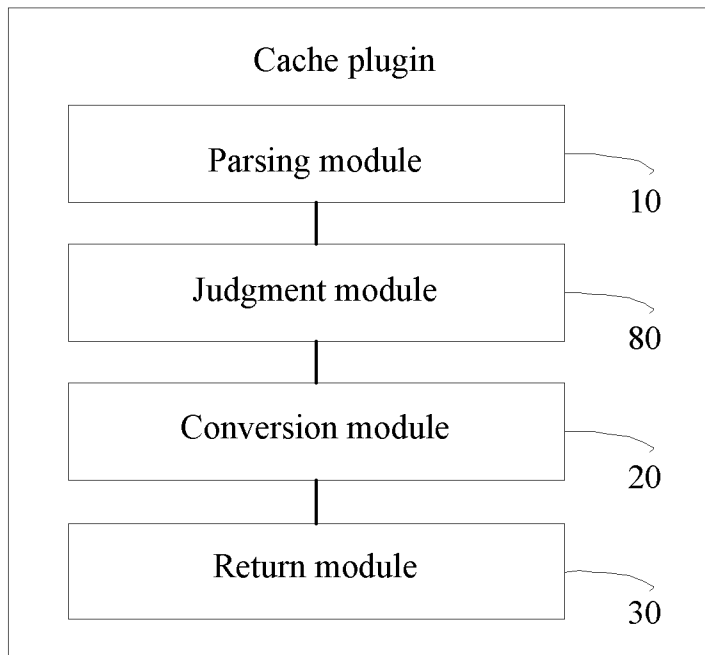 Cache plugin
Parsing module
10
Judgment module
80
Conversion module
20
Return module
30